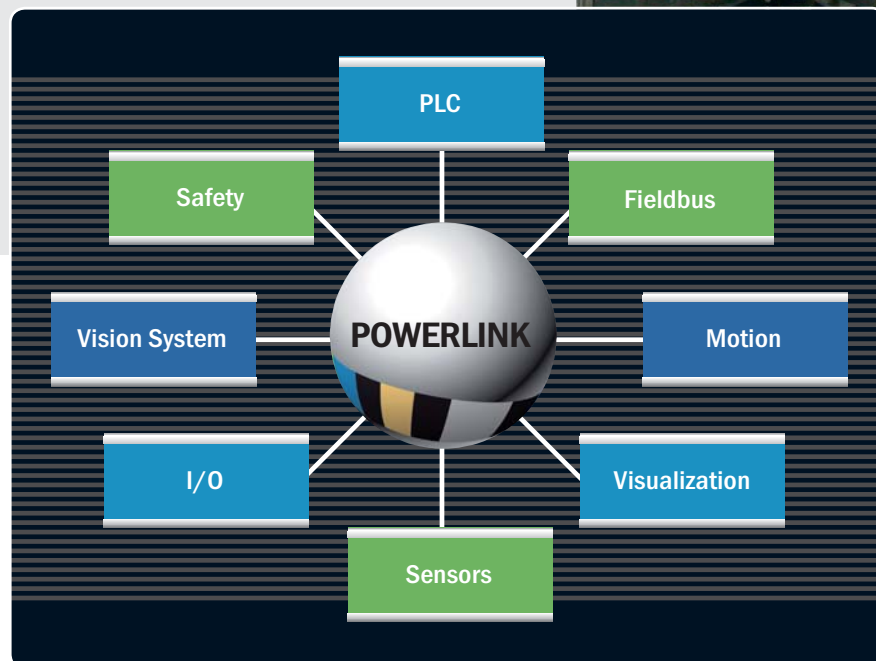 PLC
Safety
Fieldbus
Vision System
POWERLINK
Motion
I/O
Visualization
Sensors